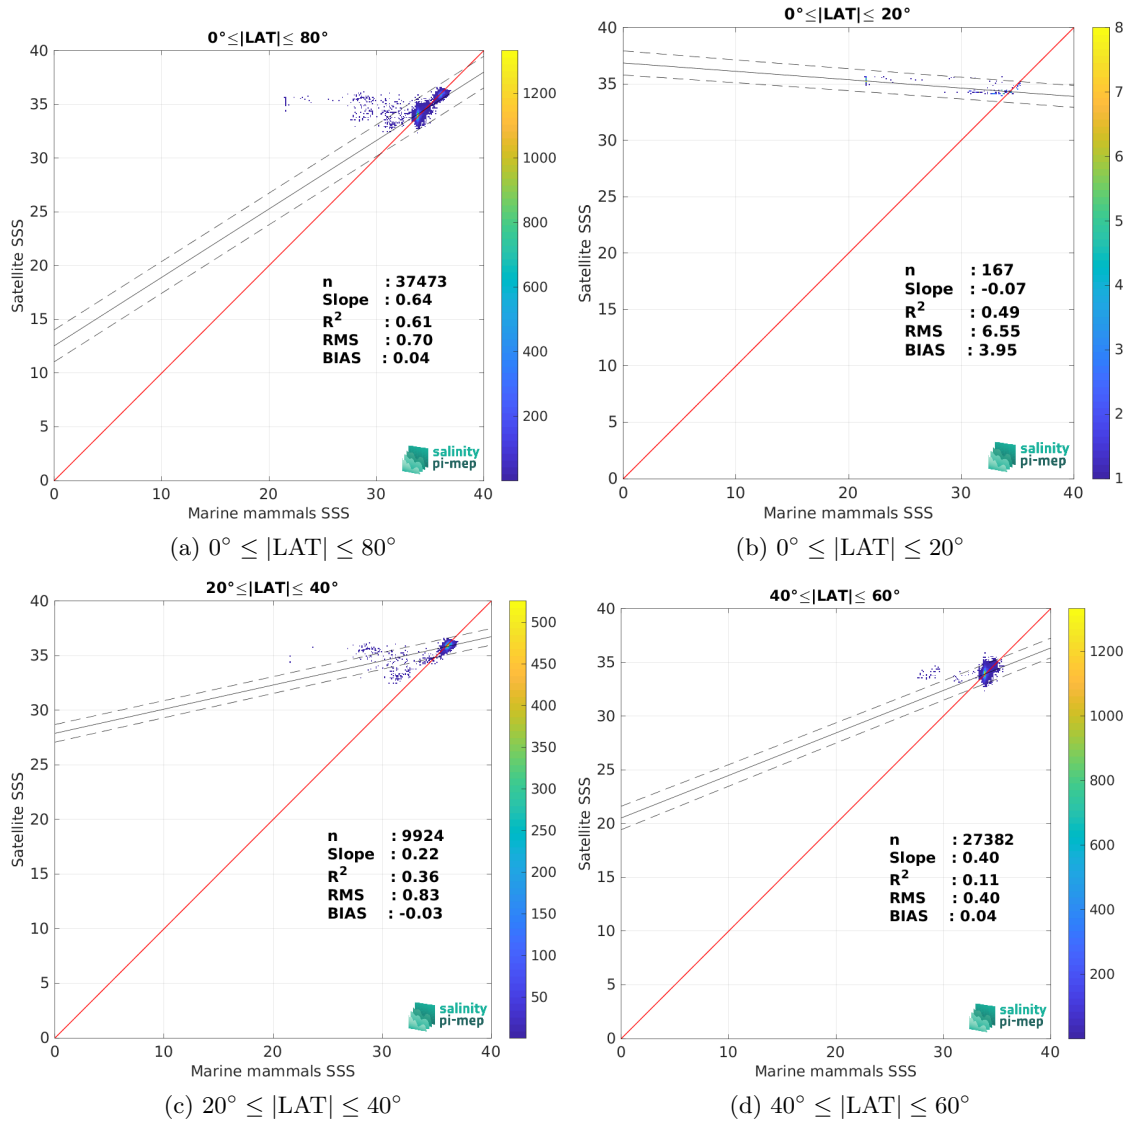 0°≤|LAT|≤ 80°
40
35
30
25
20
15
10
5
0
0
10
20
30
40
Satellite SSS
Marine mammals SSS
n : 37473
Slope : 0.64
R² : 0.61
RMS : 0.70
BIAS : 0.04
salinity
pi-mep
1200
1000
800
600
400
200
(a) 0° ≤ |LAT| ≤ 80°
0°≤|LAT|≤ 20°
40
35
30
25
20
15
10
5
0
0
10
20
30
40
Satellite SSS
Marine mammals SSS
n : 167
Slope : -0.07
R² : 0.49
RMS : 6.55
BIAS : 3.95
salinity
pi-mep
8
7
6
5
4
3
2
1
(b) 0° ≤ |LAT| ≤ 20°
20°≤|LAT|≤ 40°
40
35
30
25
20
15
10
5
0
0
10
20
30
40
Satellite SSS
Marine mammals SSS
n : 9924
Slope : 0.22
R² : 0.36
RMS : 0.83
BIAS : -0.03
salinity
pi-mep
500
450
400
350
300
250
200
150
100
50
(c) 20° ≤ |LAT| ≤ 40°
40°≤|LAT|≤ 60°
40
35
30
25
20
15
10
5
0
0
10
20
30
40
Satellite SSS
Marine mammals SSS
n : 27382
Slope : 0.40
R² : 0.11
RMS : 0.40
BIAS : 0.04
salinity
pi-mep
1200
1000
800
600
400
200
(d) 40° ≤ |LAT| ≤ 60°